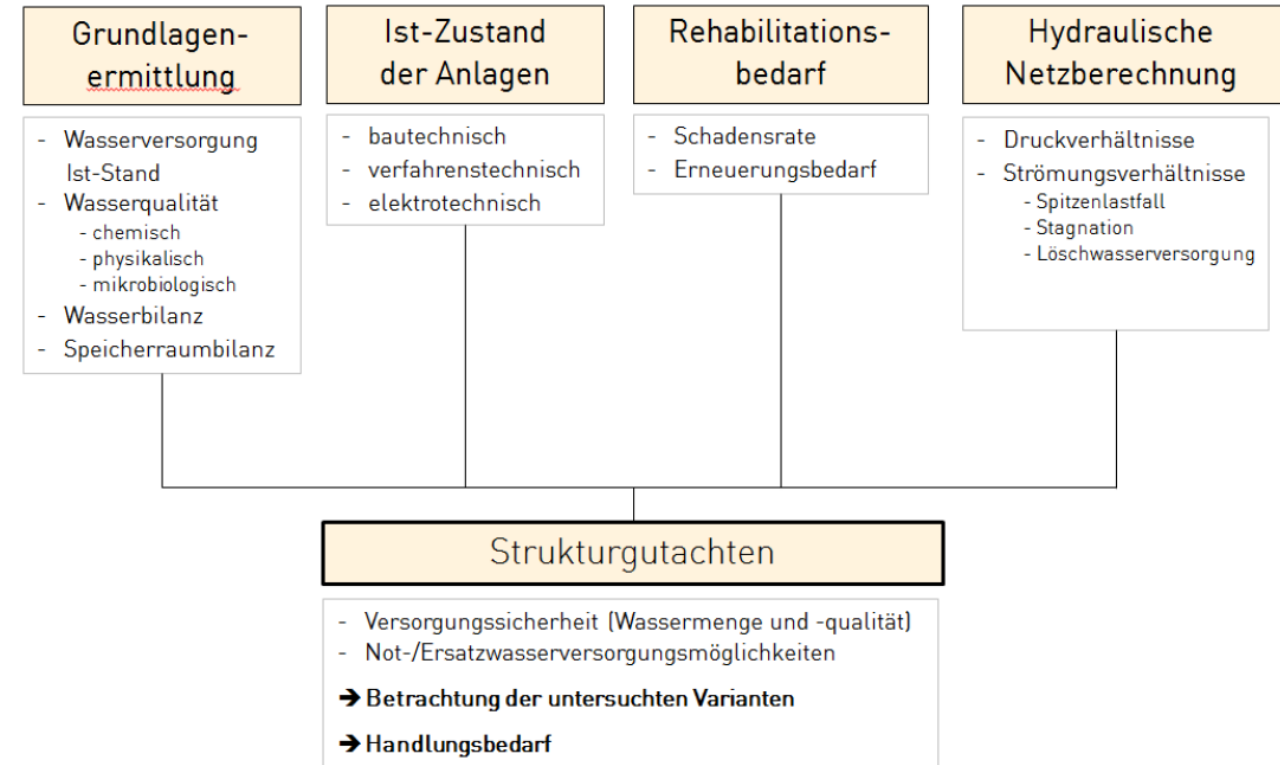 Grundlagen-
ermittlung
- Wasserversorgung
Ist-Stand
- Wasserqualität
- chemisch
- physikalisch
- mikrobiologisch
- Wasserbilanz
- Speicherraumbilanz
Ist-Zustand
der Anlagen
- bautechnisch
- verfahrenstechnisch
- elektrotechnisch
Rehabilitations-
bedarf
- Schadensrate
- Erneuerungsbedarf
Hydraulische
Netzberechnung
- Druckverhältnisse
- Strömungsverhältnisse
- Spitzenlastfall
- Stagnation
- Löschwasserversorgung
Strukturgutachten
- Versorgungssicherheit (Wassermenge und -qualität)
- Not-/Ersatzwasserversorgungsmöglichkeiten
➔ Betrachtung der untersuchten Varianten
➔ Handlungsbedarf